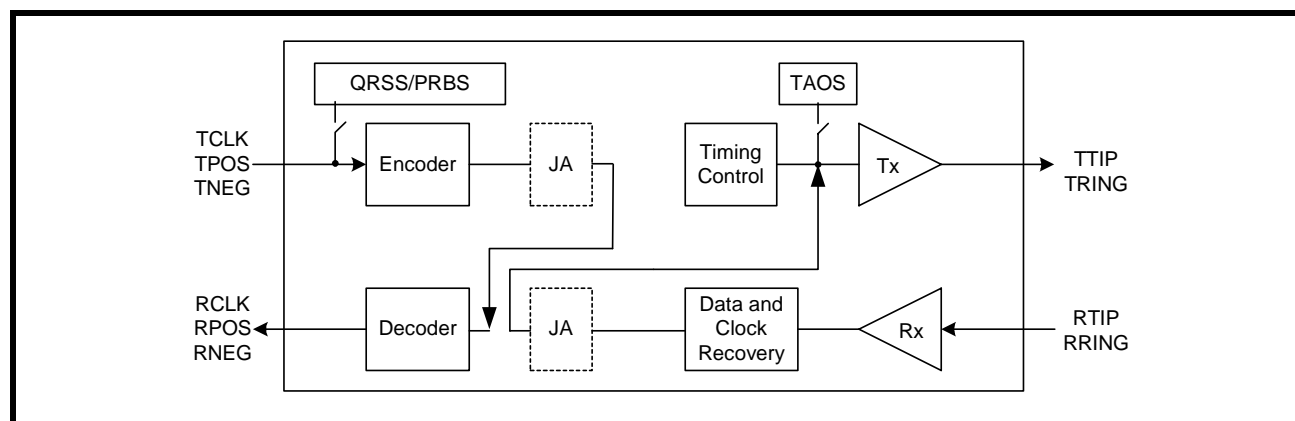 QRSS/PRBS
TAOS
TCLK
TPOS
TNEG
Encoder
JA
Timing
Control
Tx
TTIP
TRING
RCLK
RPOS
RNEG
Decoder
JA
Data and
Clock
Recovery
Rx
RTIP
RRING